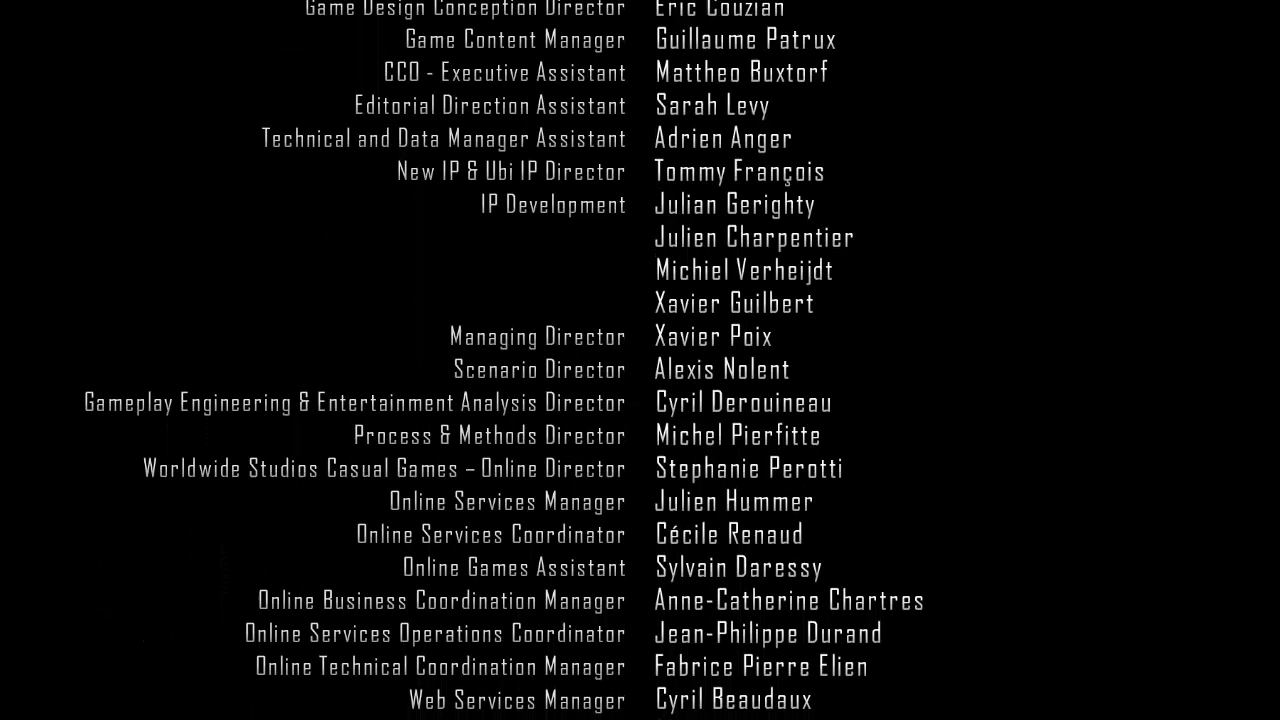 Game Design Conception Director Eric Couzian
Game Content Manager Guillaume Patrux
CCO - Executive Assistant Mattheo Buxtorf
Editorial Direction Assistant Sarah Levy
Technical and Data Manager Assistant Adrien Anger
New IP & Ubi IP Director Tommy François
IP Development Julian Gerighty
Julien Charpentier
Michiel Verheijdt
Xavier Guilbert
Managing Director Xavier Poix
Scenario Director Alexis Nolent
Gameplay Engineering & Entertainment Analysis Director Cyril Derouineau
Process & Methods Director Michel Pierfitte
Worldwide Studios Casual Games – Online Director Stephanie Perotti
Online Services Manager Julien Hummer
Online Services Coordinator Cécile Renaud
Online Games Assistant Sylvain Daressy
Online Business Coordination Manager Anne-Catherine Chartres
Online Services Operations Coordinator Jean-Philippe Durand
Online Technical Coordination Manager Fabrice Pierre Elien
Web Services Manager Cyril Beaudaux